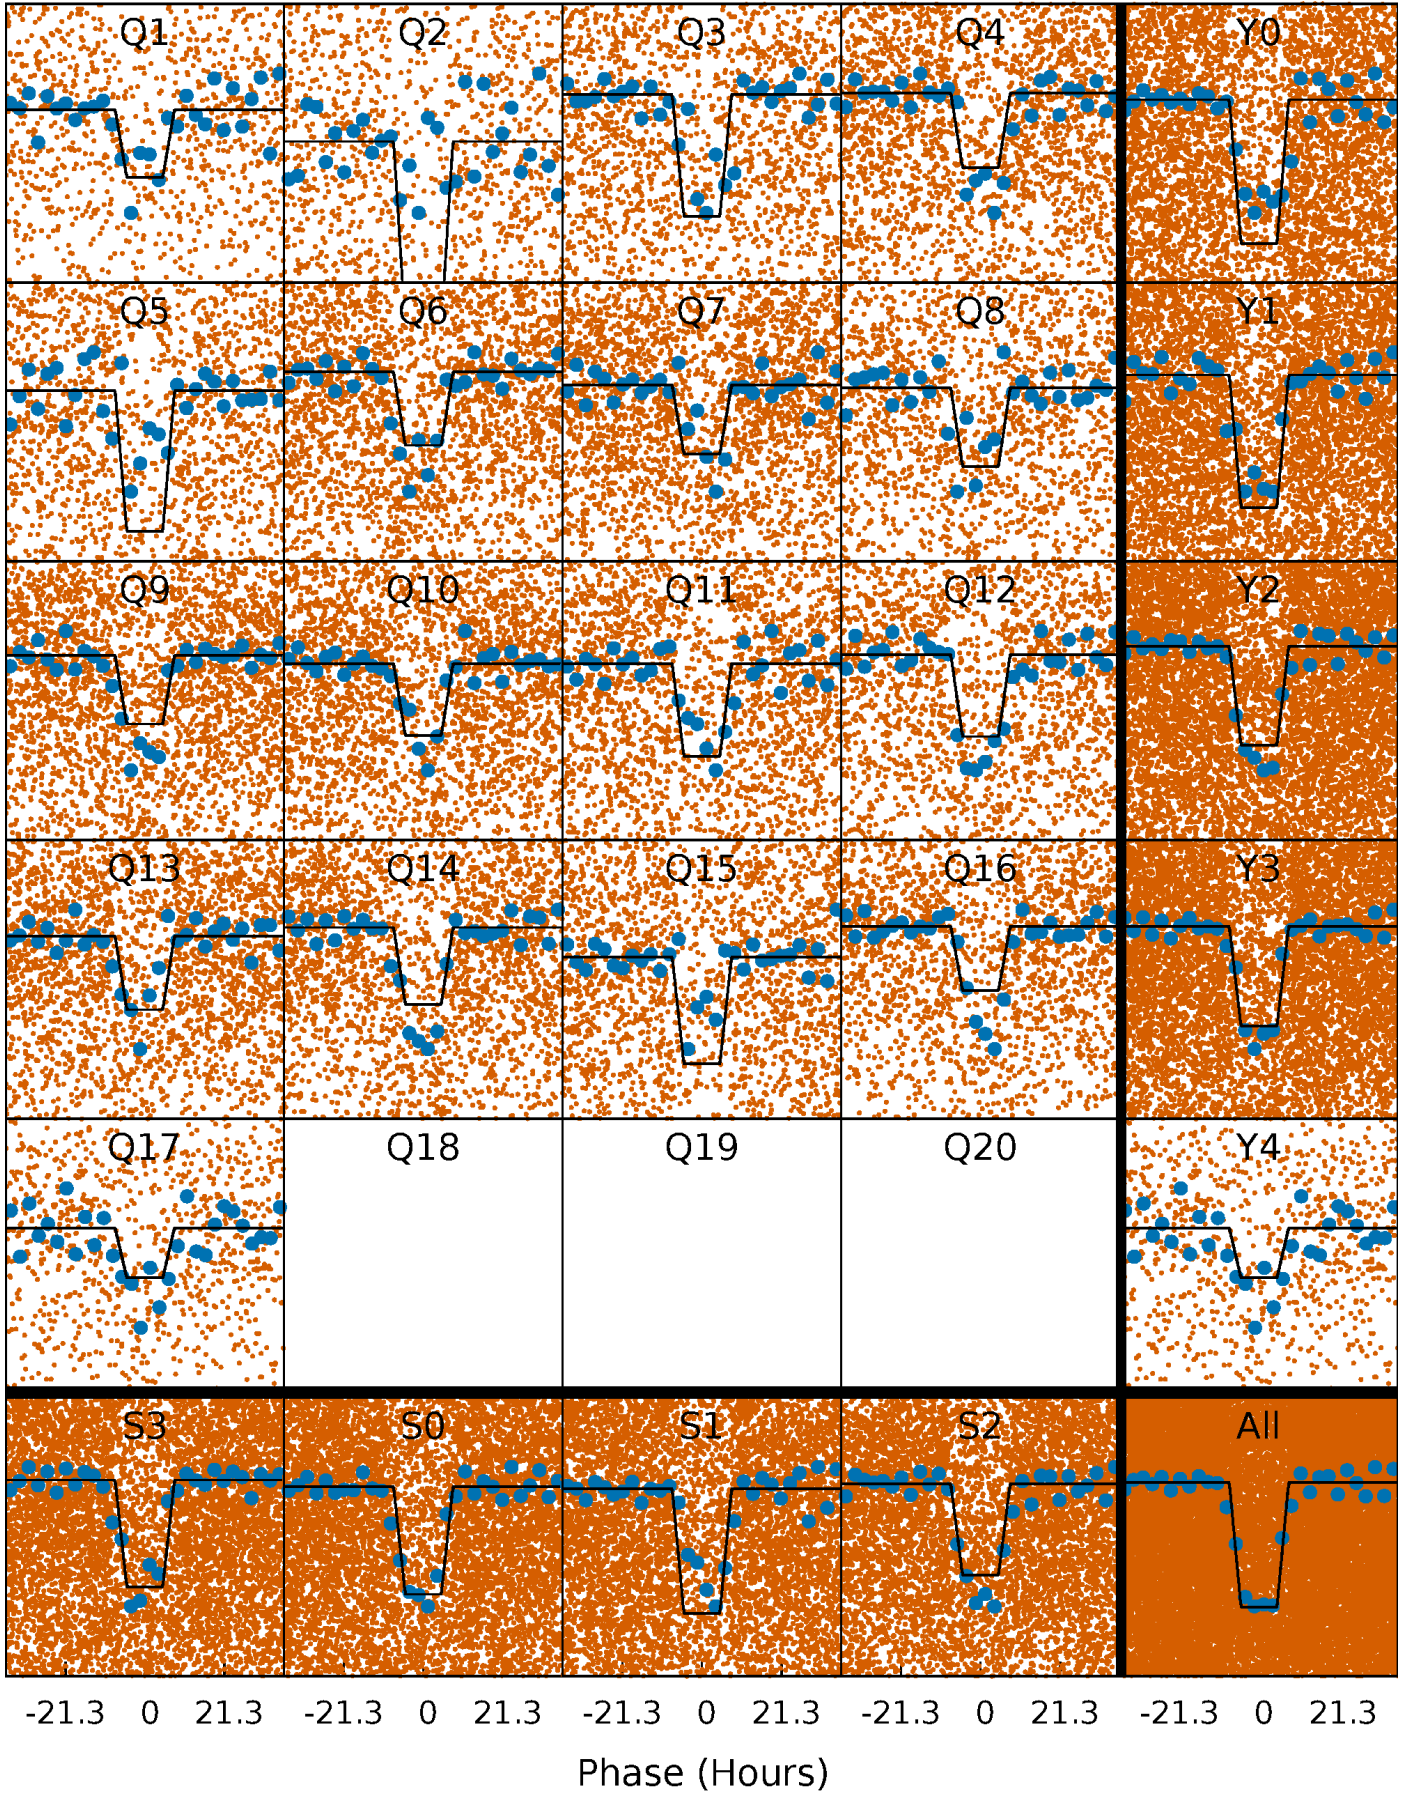 Q1 Q2 Q3 Q4 Y0
Q5 Q6 Q7 Q8 Y1
Q9 Q10 Q11 Q12 Y2
Q13 Q14 Q15 Q16 Y3
Q17 Q18 Q19 Q20 Y4
S3 S0 S1 S2 All
-21.3 0 21.3 -21.3 0 21.3 -21.3 0 21.3 -21.3 0 21.3 -21.3 0 21.3
Phase (Hours)